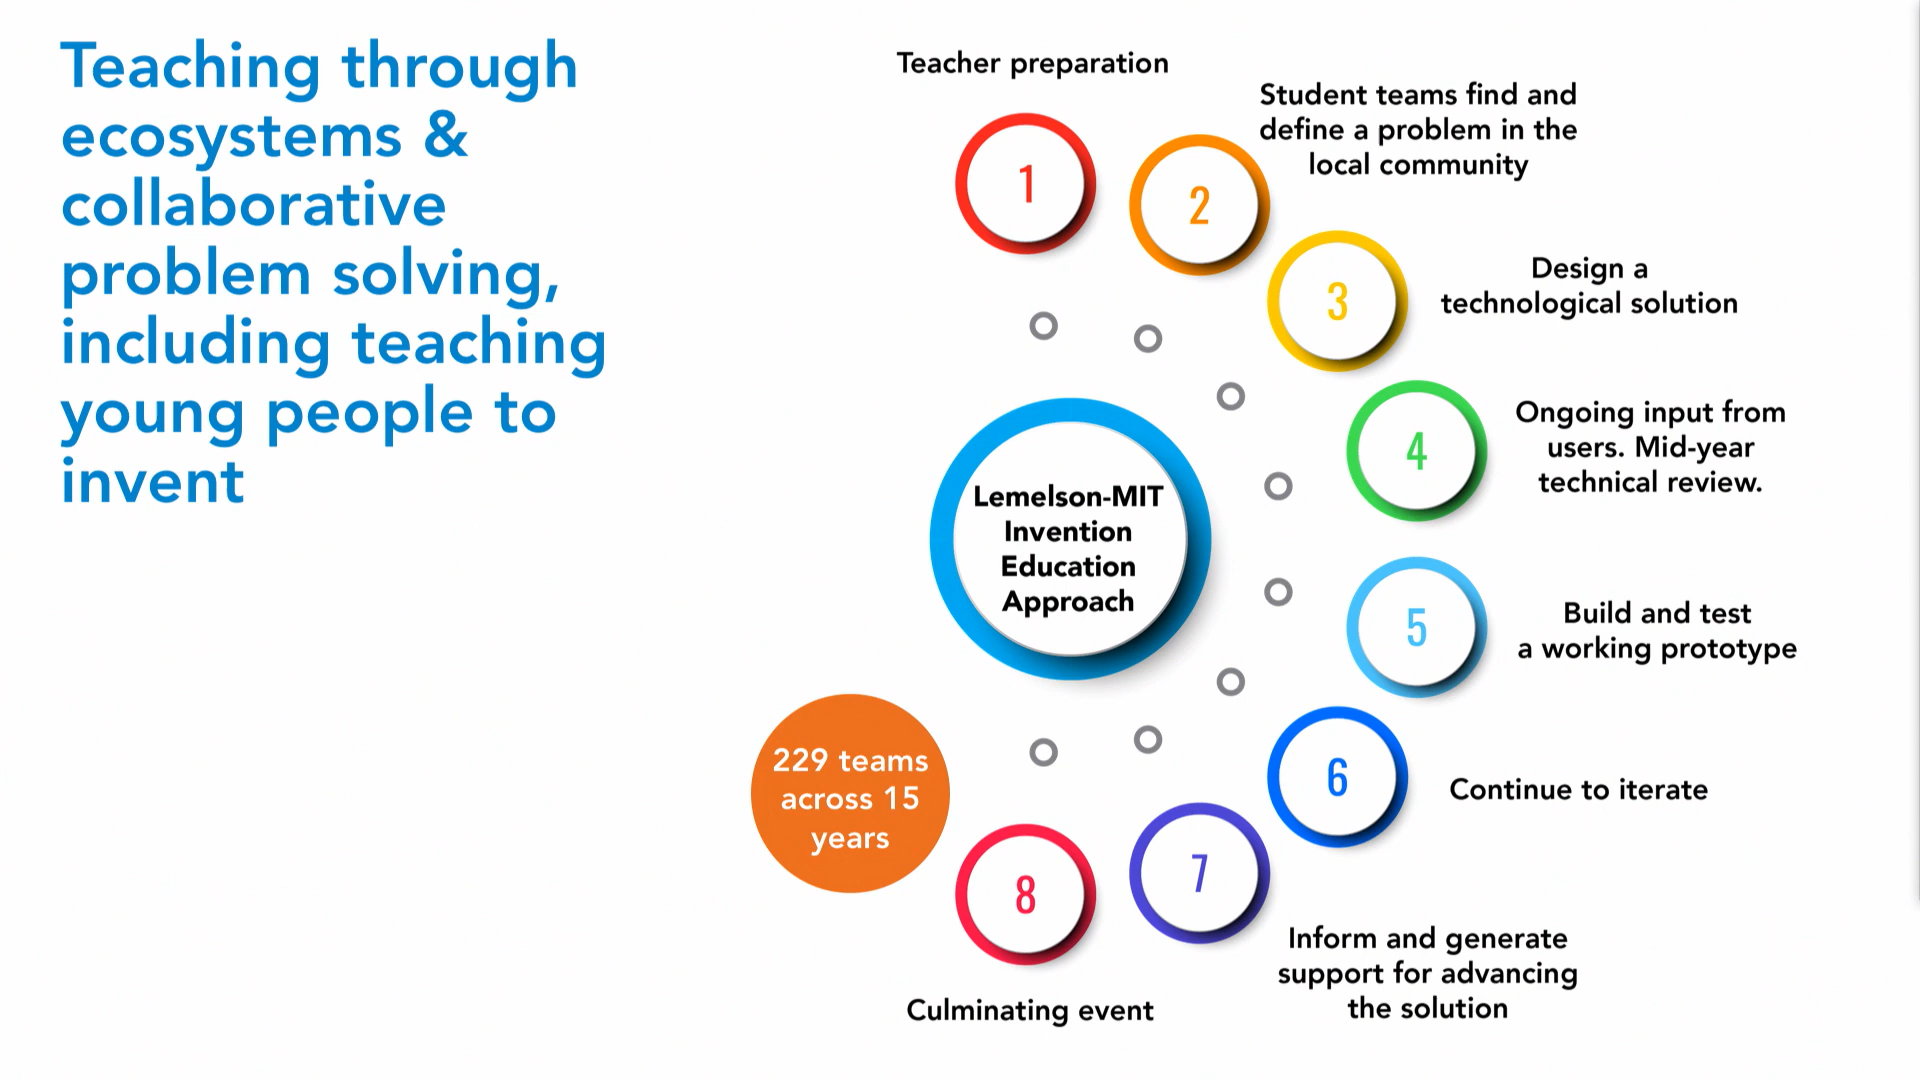 Teaching through
ecosystems &
collaborative
problem solving,
including teaching
young people to
invent
Teacher preparation
1
Student teams find and
define a problem in the
local community
2
Design a
technological solution
3
Ongoing input from
users. Mid-year
technical review.
4
Lemelson-MIT
Invention
Education
Approach
Build and test
a working prototype
5
Continue to iterate
6
Inform and generate
support for advancing
the solution
7
Culminating event
8
229 teams
across 15
years